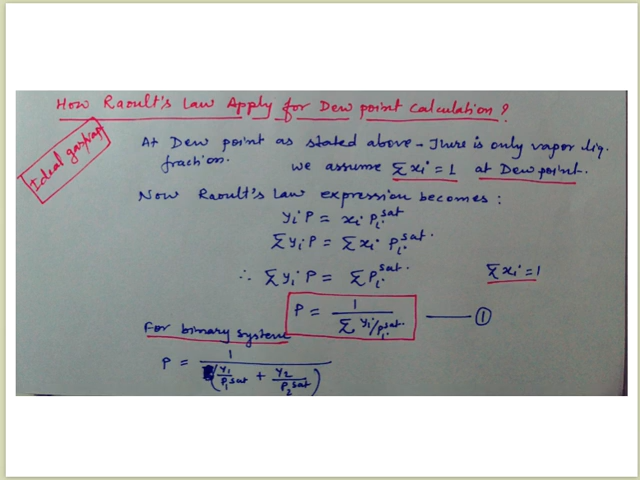 How Raoult's Law Apply for Dew point Calculation?
Ideal gas/vap
At Dew point as stated above - There is only vapor liq.
fraction. We assume Σxi = 1 at Dew point.
Now Raoult's Law expression becomes:
yi P = xi Pi^sat
Σ yi P = Σ xi Pi^sat.
∴ Σ yi P = Σ Pi^sat. Σxi = 1
P = 1 / Σ yi/Pi^sat. —— ①
For binary system
P = 1 / (y1/P1^sat + y2/P2^sat)